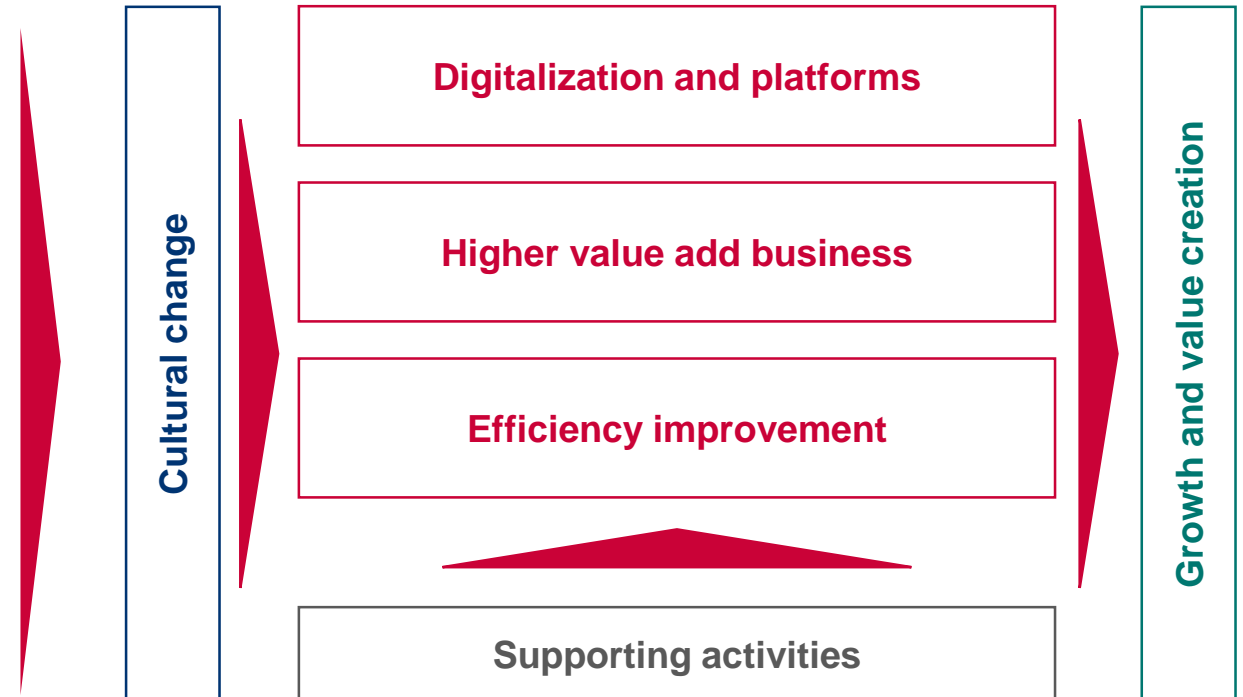 Cultural change
Digitalization and platforms
Higher value add business
Efficiency improvement
Supporting activities
Growth and value creation